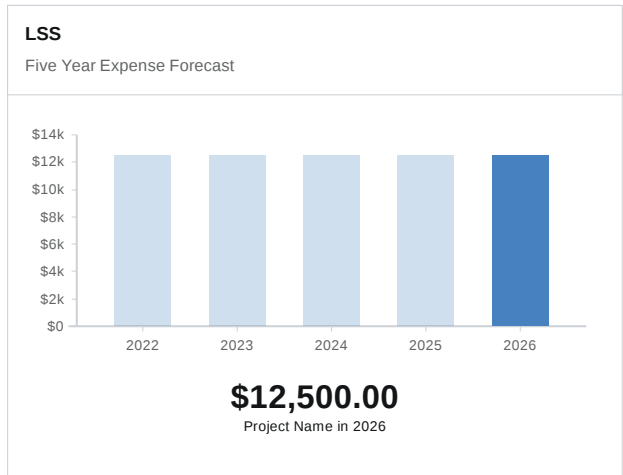 LSS
Five Year Expense Forecast
$14k
$12k
$10k
$8k
$6k
$4k
$2k
$0
2022 2023 2024 2025 2026
$12,500.00
Project Name in 2026